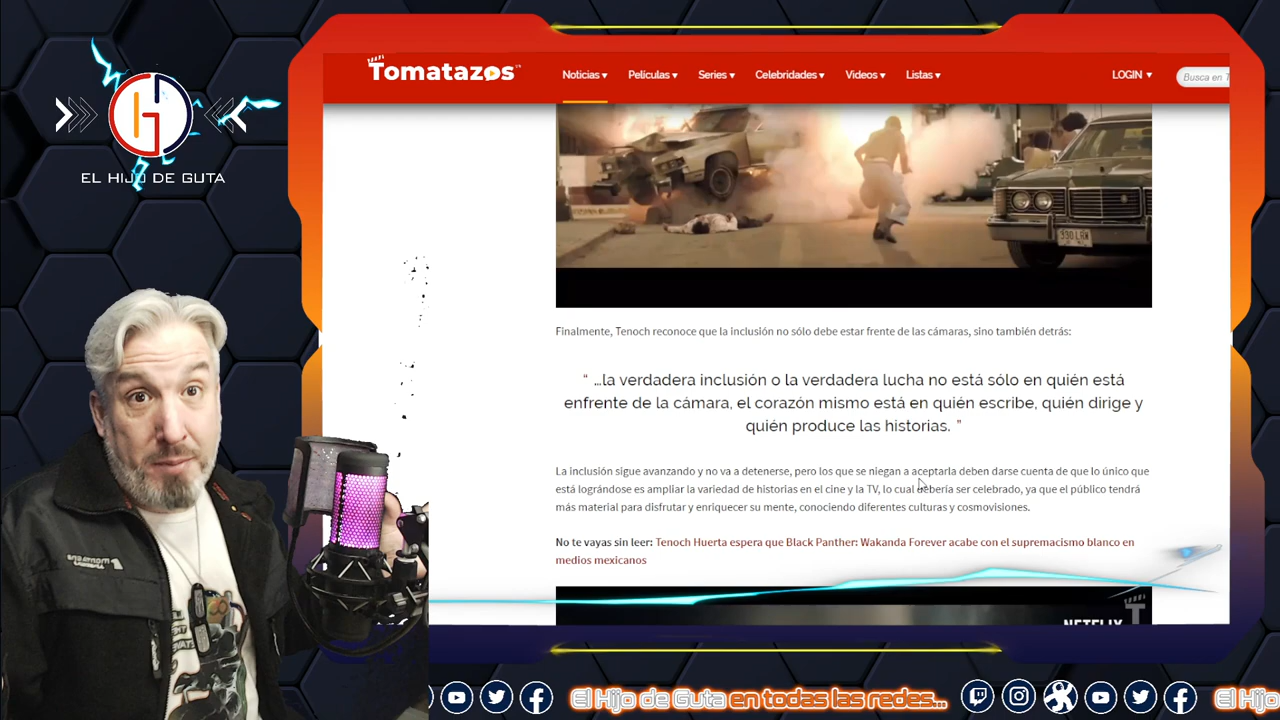 Tomatazos
Noticias ▾ Películas ▾ Series ▾ Celebridades ▾ Videos ▾ Listas ▾
LOGIN ▾
Busca en T
EL HIJO DE GUTA
330 LRW
Finalmente, Tenoch reconoce que la inclusión no sólo debe estar frente de las cámaras, sino también detrás:
“ ...la verdadera inclusión o la verdadera lucha no está sólo en quién está
enfrente de la cámara, el corazón mismo está en quién escribe, quién dirige y
quién produce las historias. ”
La inclusión sigue avanzando y no va a detenerse, pero los que se niegan a aceptarla deben darse cuenta de que lo único que
está lográndose es ampliar la variedad de historias en el cine y la TV, lo cual debería ser celebrado, ya que el público tendrá
más material para disfrutar y enriquecer su mente, conociendo diferentes culturas y cosmovisiones.
No te vayas sin leer: Tenoch Huerta espera que Black Panther: Wakanda Forever acabe con el supremacismo blanco en
medios mexicanos
NETFLIX
El Hijo de Guta en todas las redes...
El Hijo